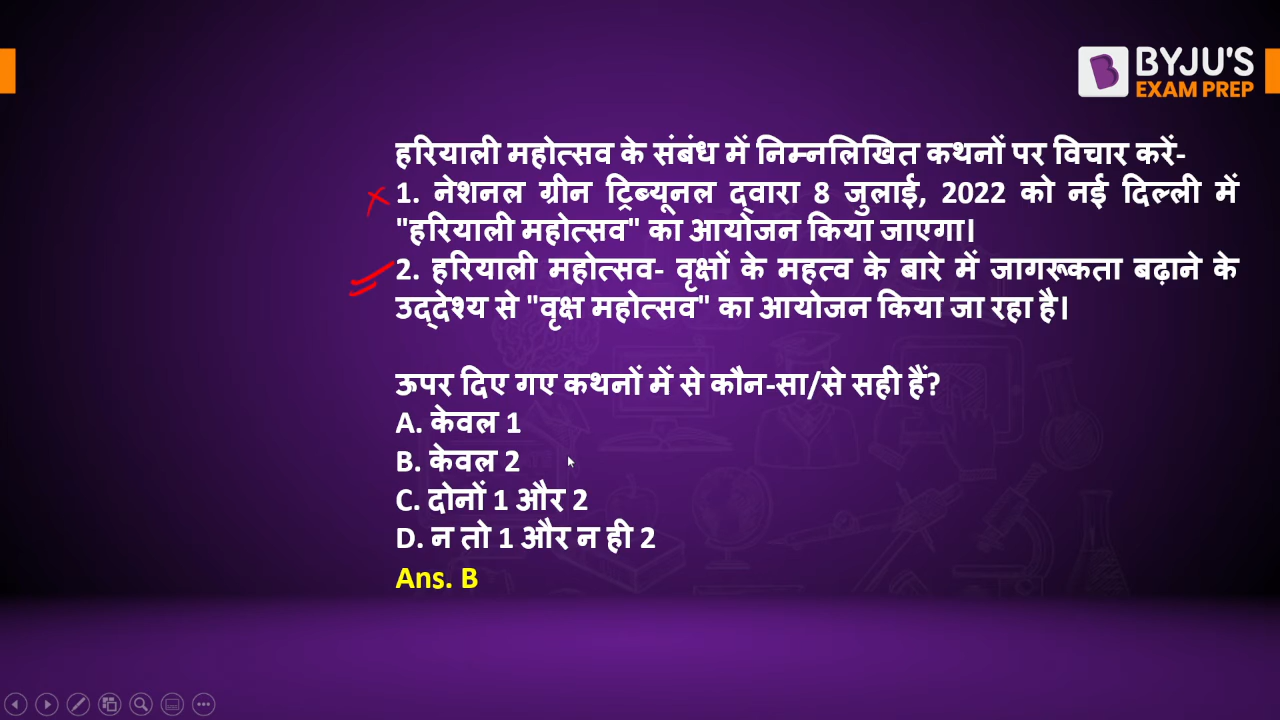 BYJU'S
EXAM PREP
हरियाली महोत्सव के संबंध में निम्नलिखित कथनों पर विचार करें-
1. नेशनल ग्रीन ट्रिब्यूनल द्वारा 8 जुलाई, 2022 को नई दिल्ली में
"हरियाली महोत्सव" का आयोजन किया जाएगा।
2. हरियाली महोत्सव- वृक्षों के महत्व के बारे में जागरूकता बढ़ाने के
उद्देश्य से "वृक्ष महोत्सव" का आयोजन किया जा रहा है।
ऊपर दिए गए कथनों में से कौन-सा/से सही हैं?
A. केवल 1
B. केवल 2
C. दोनों 1 और 2
D. न तो 1 और न ही 2
Ans. B